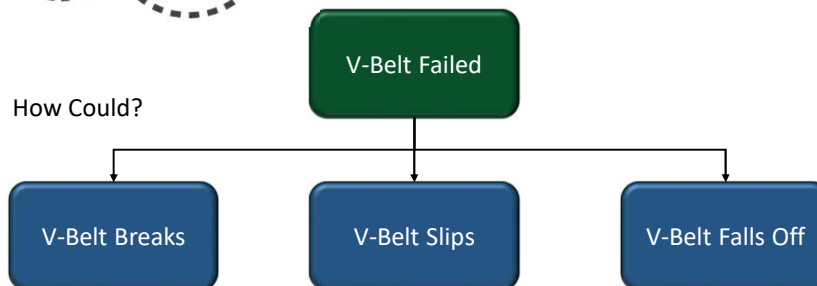 V-Belt Failed
How Could?
V-Belt Breaks
V-Belt Slips
V-Belt Falls Off